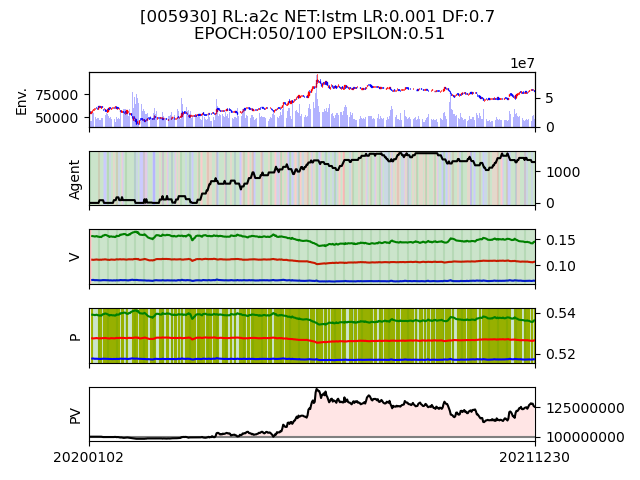 [005930] RL:a2c NET:lstm LR:0.001 DF:0.7
EPOCH:050/100 EPSILON:0.51
1e7
Env.
75000
50000
5
0
Agent
1000
0
V
0.15
0.10
P
0.54
0.52
PV
125000000
100000000
20200102
20211230